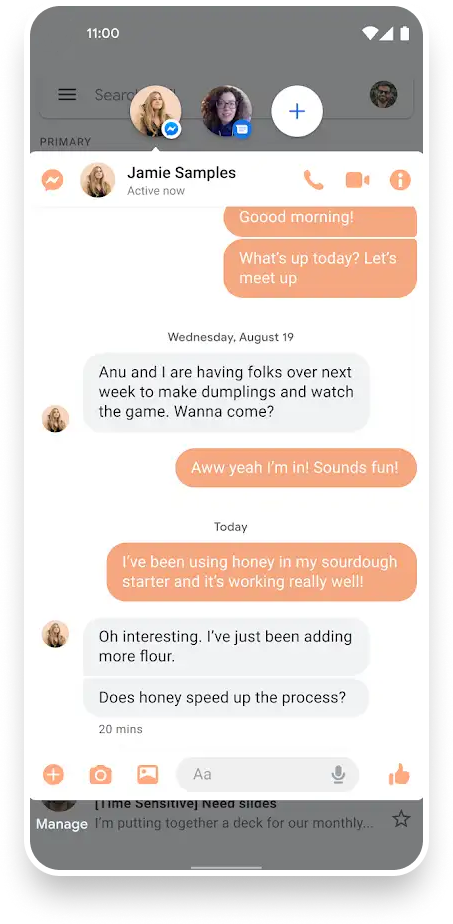 11:00
Search
PRIMARY
Jamie Samples
Active now
Goood morning!
What's up today? Let's
meet up
Wednesday, August 19
Anu and I are having folks over next
week to make dumplings and watch
the game. Wanna come?
Aww yeah I'm in! Sounds fun!
Today
I've been using honey in my sourdough
starter and it's working really well!
Oh interesting. I've just been adding
more flour.
Does honey speed up the process?
20 mins
Aa
[Time Sensitive] Need slides
Manage
I'm putting together a deck for our monthly...